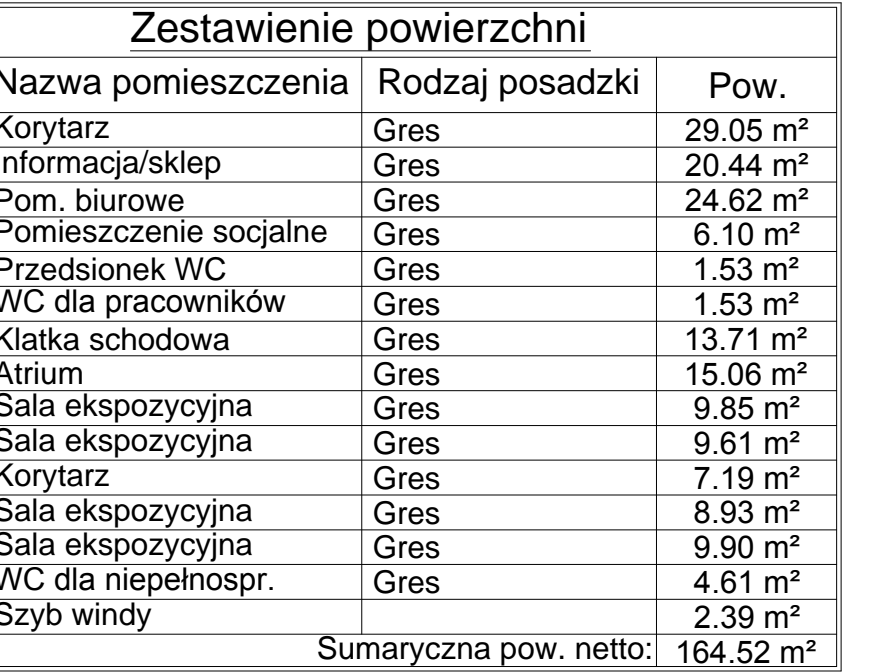 Zestawienie powierzchni
Nazwa pomieszczenia Rodzaj posadzki Pow.
Korytarz Gres 29.05 m²
Informacja/sklep Gres 20.44 m²
Pom. biurowe Gres 24.62 m²
Pomieszczenie socjalne Gres 6.10 m²
Przedsionek WC Gres 1.53 m²
WC dla pracowników Gres 1.53 m²
Klatka schodowa Gres 13.71 m²
Atrium Gres 15.06 m²
Sala ekspozycyjna Gres 9.85 m²
Sala ekspozycyjna Gres 9.61 m²
Korytarz Gres 7.19 m²
Sala ekspozycyjna Gres 8.93 m²
Sala ekspozycyjna Gres 9.90 m²
WC dla niepełnospr. Gres 4.61 m²
Szyb windy 2.39 m²
Sumaryczna pow. netto: 164.52 m²